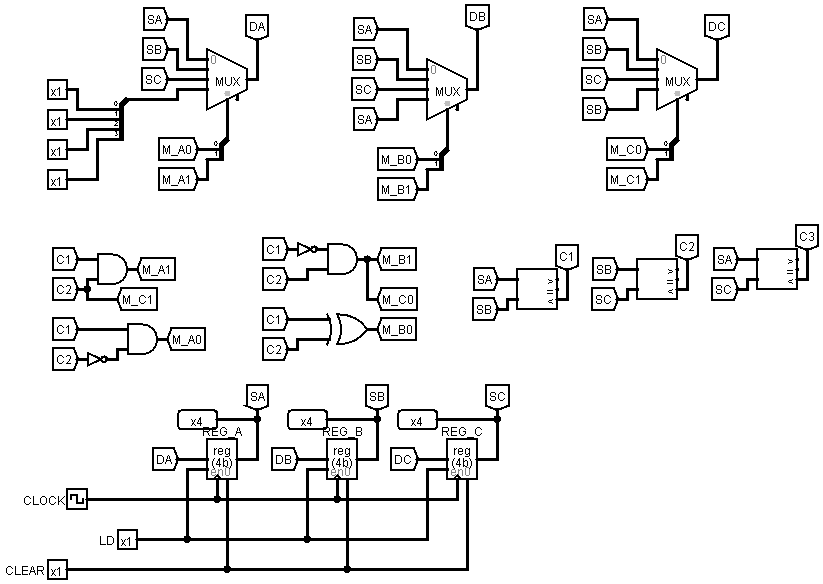 SA
SB
SC
x1
x1
x1
x1
0
1
2
3
0
MUX
DA
M_A0
M_A1
0
1
SA
SB
SC
SA
0
MUX
DB
M_B0
M_B1
0
1
SA
SB
SC
SB
0
MUX
DC
M_C0
M_C1
0
1
C1
C2
M_A1
M_C1
C1
C2
M_A0
C1
C2
M_B1
M_C0
C1
C2
M_B0
SA
SB
> = <
C1
SB
SC
> = <
C2
SA
SC
> = <
C3
SA
x4
REG_A
DA
reg
(4b)
en0
SB
x4
REG_B
DB
reg
(4b)
en0
SC
x4
REG_C
DC
reg
(4b)
en0
CLOCK
LD x1
CLEAR x1